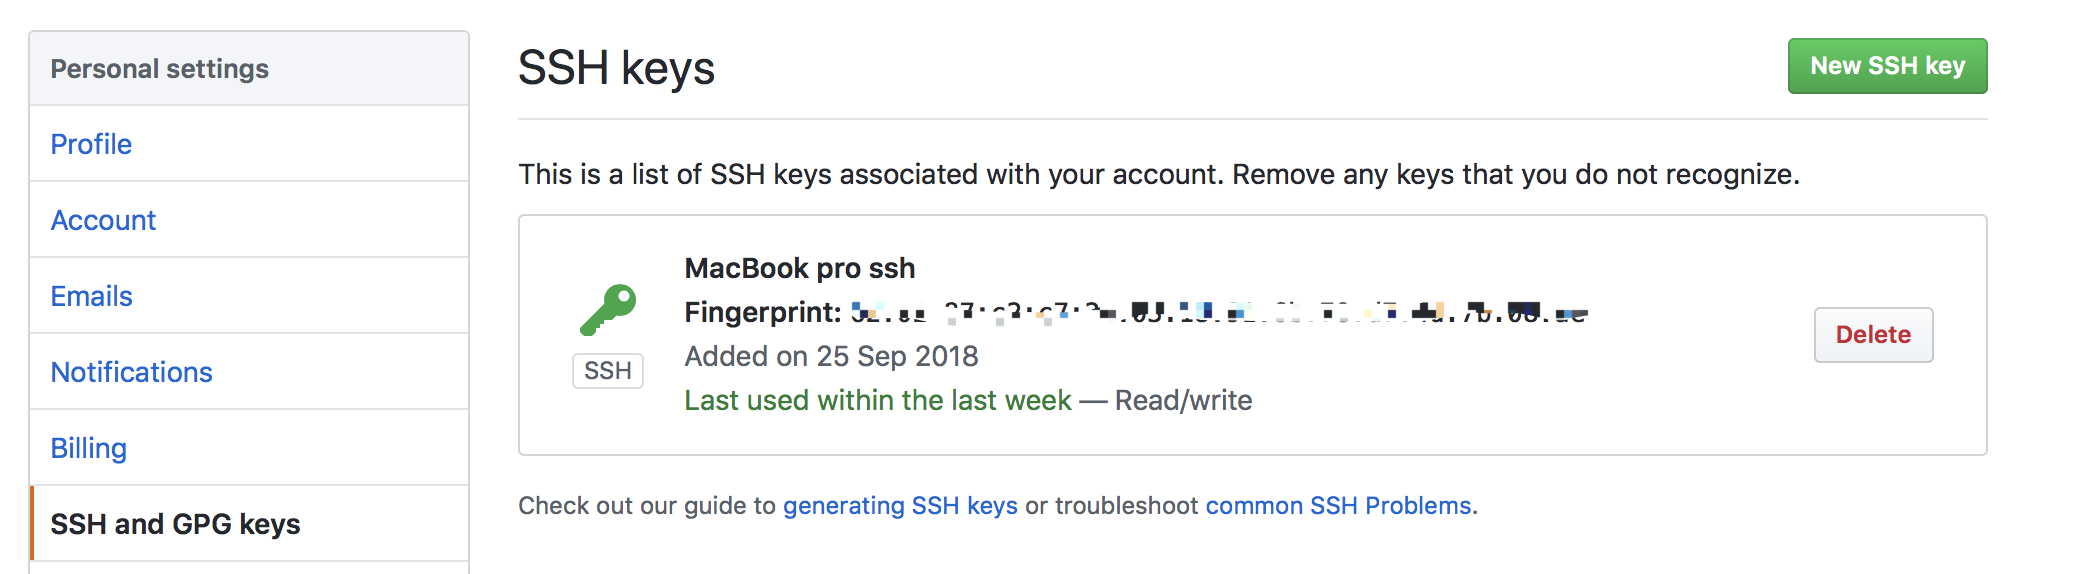 Personal settings
Profile
Account
Emails
Notifications
Billing
SSH and GPG keys
SSH keys
New SSH key
This is a list of SSH keys associated with your account. Remove any keys that you do not recognize.
MacBook pro ssh
Fingerprint:
Added on 25 Sep 2018
Last used within the last week — Read/write
SSH
Delete
Check out our guide to generating SSH keys or troubleshoot common SSH Problems.